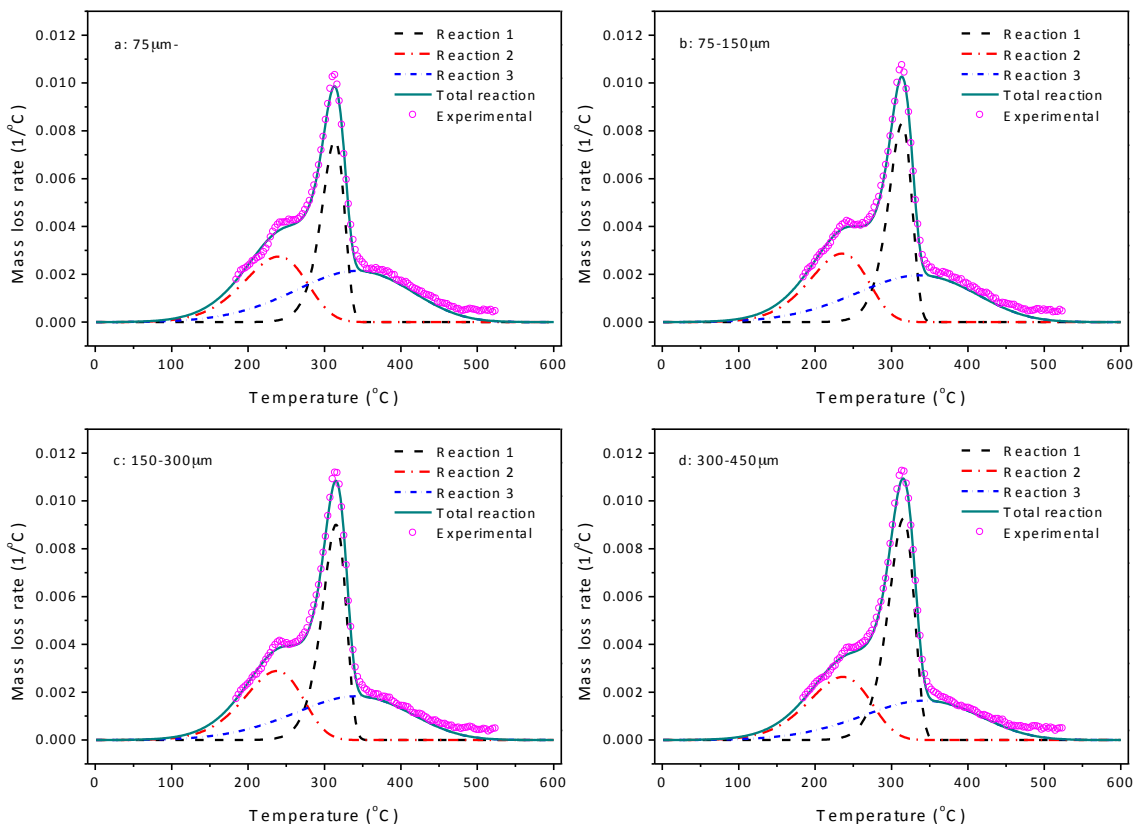 a: 75μm-
Reaction 1
Reaction 2
Reaction 3
Total reaction
Experimental
Mass loss rate (1/°C)
0.012
0.010
0.008
0.006
0.004
0.002
0.000
0 100 200 300 400 500 600
Temperature (°C)
b: 75-150μm
Reaction 1
Reaction 2
Reaction 3
Total reaction
Experimental
Mass loss rate (1/°C)
0.012
0.010
0.008
0.006
0.004
0.002
0.000
0 100 200 300 400 500 600
Temperature (°C)
c: 150-300μm
Reaction 1
Reaction 2
Reaction 3
Total reaction
Experimental
Mass loss rate (1/°C)
0.012
0.010
0.008
0.006
0.004
0.002
0.000
0 100 200 300 400 500 600
Temperature (°C)
d: 300-450μm
Reaction 1
Reaction 2
Reaction 3
Total reaction
Experimental
Mass loss rate (1/°C)
0.012
0.010
0.008
0.006
0.004
0.002
0.000
0 100 200 300 400 500 600
Temperature (°C)